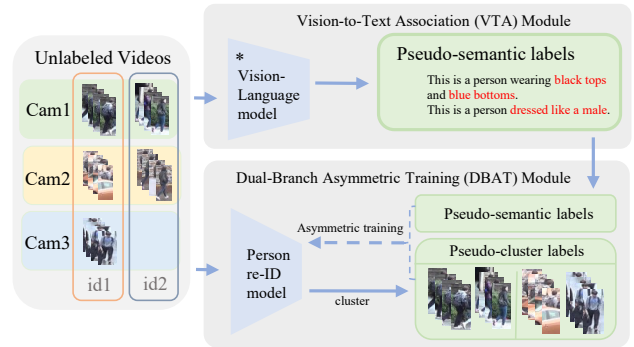 Vision-to-Text Association (VTA) Module
Unlabeled Videos
Cam1
Cam2
Cam3
id1
id2
*
Vision-
Language
model
Pseudo-semantic labels
This is a person wearing black tops
and blue bottoms.
This is a person dressed like a male.
Dual-Branch Asymmetric Training (DBAT) Module
Person
re-ID
model
Asymmetric training
cluster
Pseudo-semantic labels
Pseudo-cluster labels